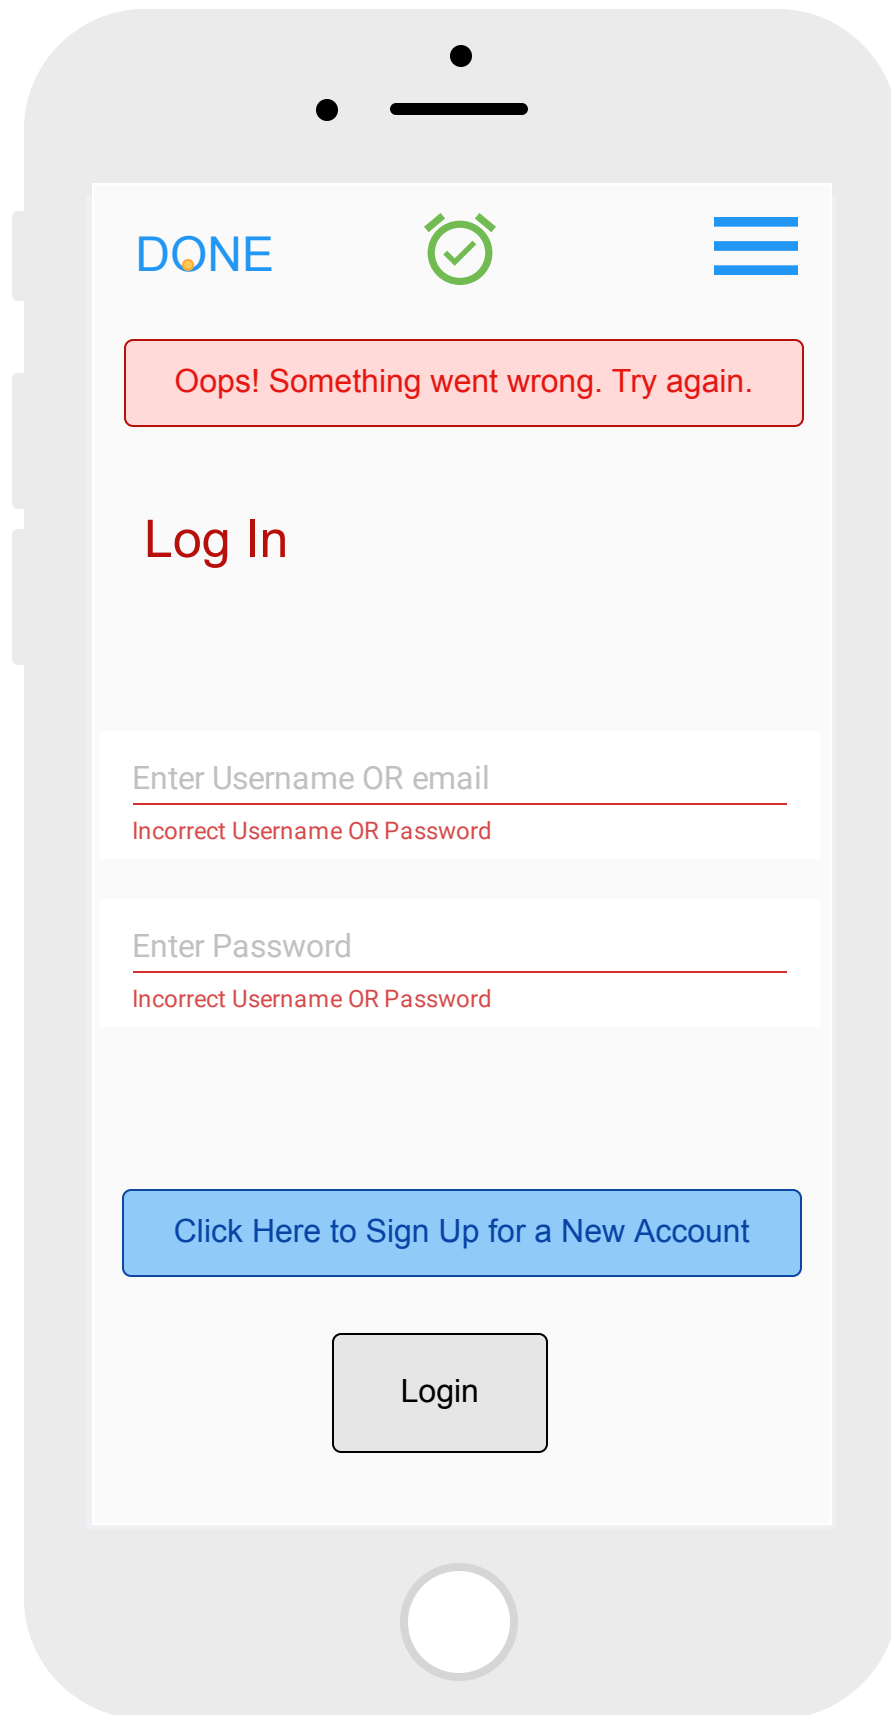 DONE
Oops! Something went wrong. Try again.
Log In
Enter Username OR email
Incorrect Username OR Password
Enter Password
Incorrect Username OR Password
Click Here to Sign Up for a New Account
Login